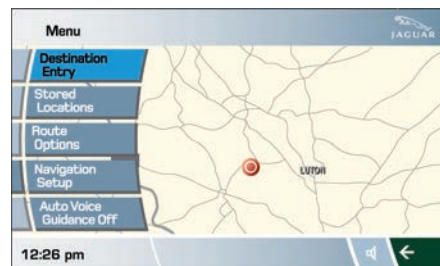 Menu
JAGUAR
Destination
Entry
Stored
Locations
Route
Options
Navigation
Setup
Auto Voice
Guidance Off
LUTON
12:26 pm